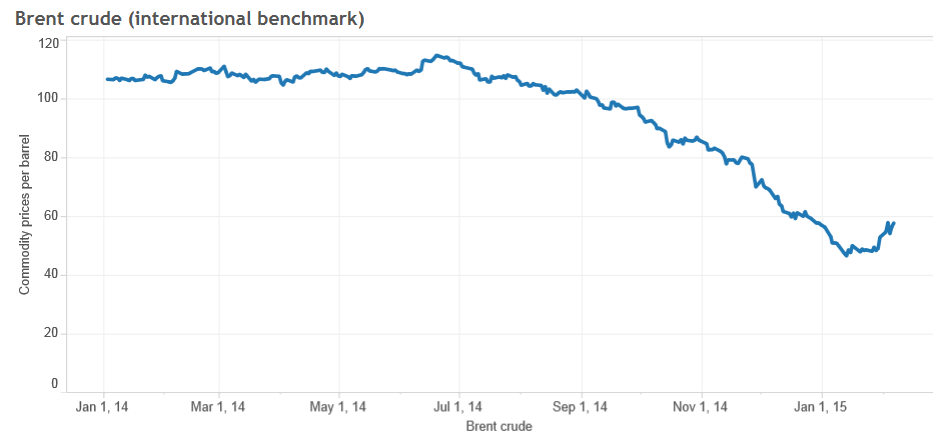 Brent crude (international benchmark)
120
100
80
60
40
20
0
Commodity prices per barrel
Jan 1, 14 Mar 1, 14 May 1, 14 Jul 1, 14 Sep 1, 14 Nov 1, 14 Jan 1, 15
Brent crude